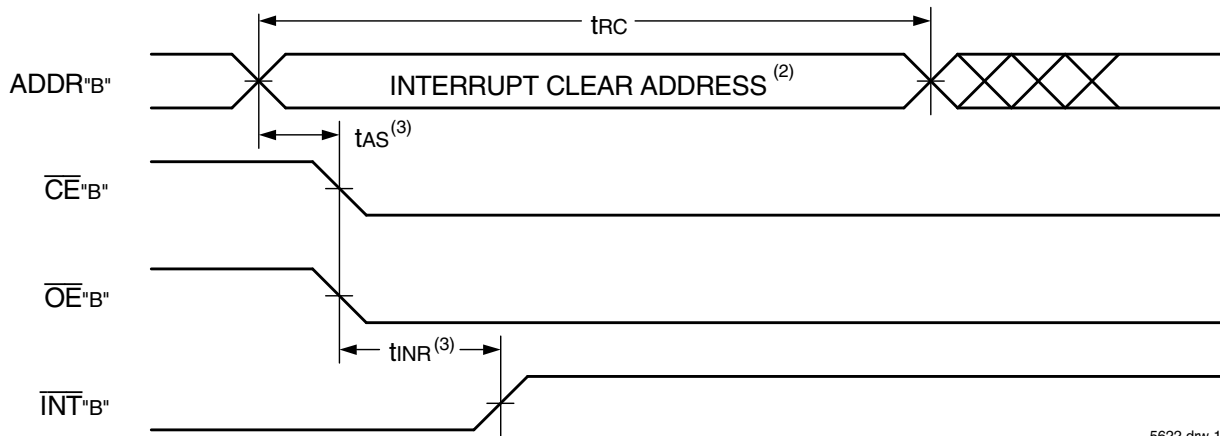 tRC
ADDR"B"
INTERRUPT CLEAR ADDRESS (2)
tAS(3)
CE"B"
OE"B"
tINR(3)
INT"B"